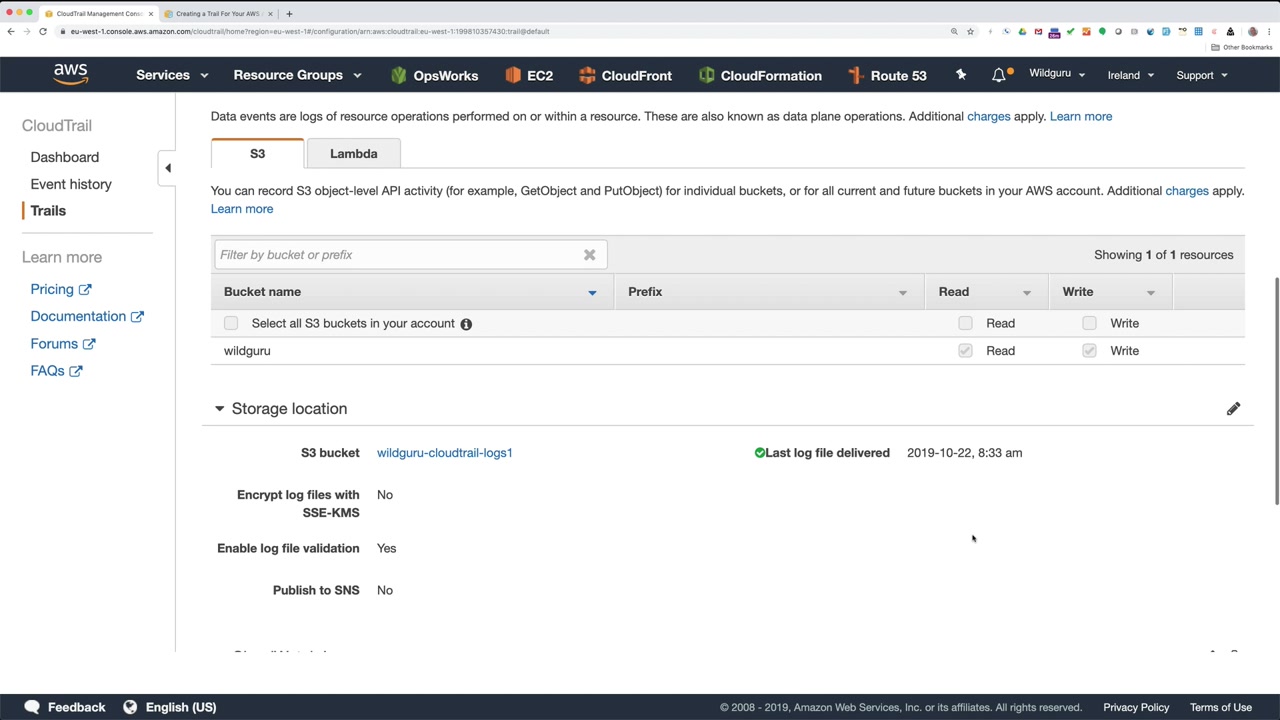 CloudTrail Management Cons
Creating a Trail For Your AWS
eu-west-1.console.aws.amazon.com/cloudtrail/home?region=eu-west-1#/configuration/arn:aws:cloudtrail:eu-west-1:199810357430:trail@default
Other Bookmarks
aws Services Resource Groups OpsWorks EC2 CloudFront CloudFormation Route 53 Wildguru Ireland Support
CloudTrail
Dashboard
Event history
Trails
Learn more
Pricing
Documentation
Forums
FAQs
Data events are logs of resource operations performed on or within a resource. These are also known as data plane operations. Additional charges apply. Learn more
S3 Lambda
You can record S3 object-level API activity (for example, GetObject and PutObject) for individual buckets, or for all current and future buckets in your AWS account. Additional charges apply.
Learn more
Filter by bucket or prefix Showing 1 of 1 resources
Bucket name Prefix Read Write
Select all S3 buckets in your account Read Write
wildguru Read Write
Storage location
S3 bucket wildguru-cloudtrail-logs1 Last log file delivered 2019-10-22, 8:33 am
Encrypt log files with No
SSE-KMS
Enable log file validation Yes
Publish to SNS No
Feedback English (US) © 2008 - 2019, Amazon Web Services, Inc. or its affiliates. All rights reserved. Privacy Policy Terms of Use